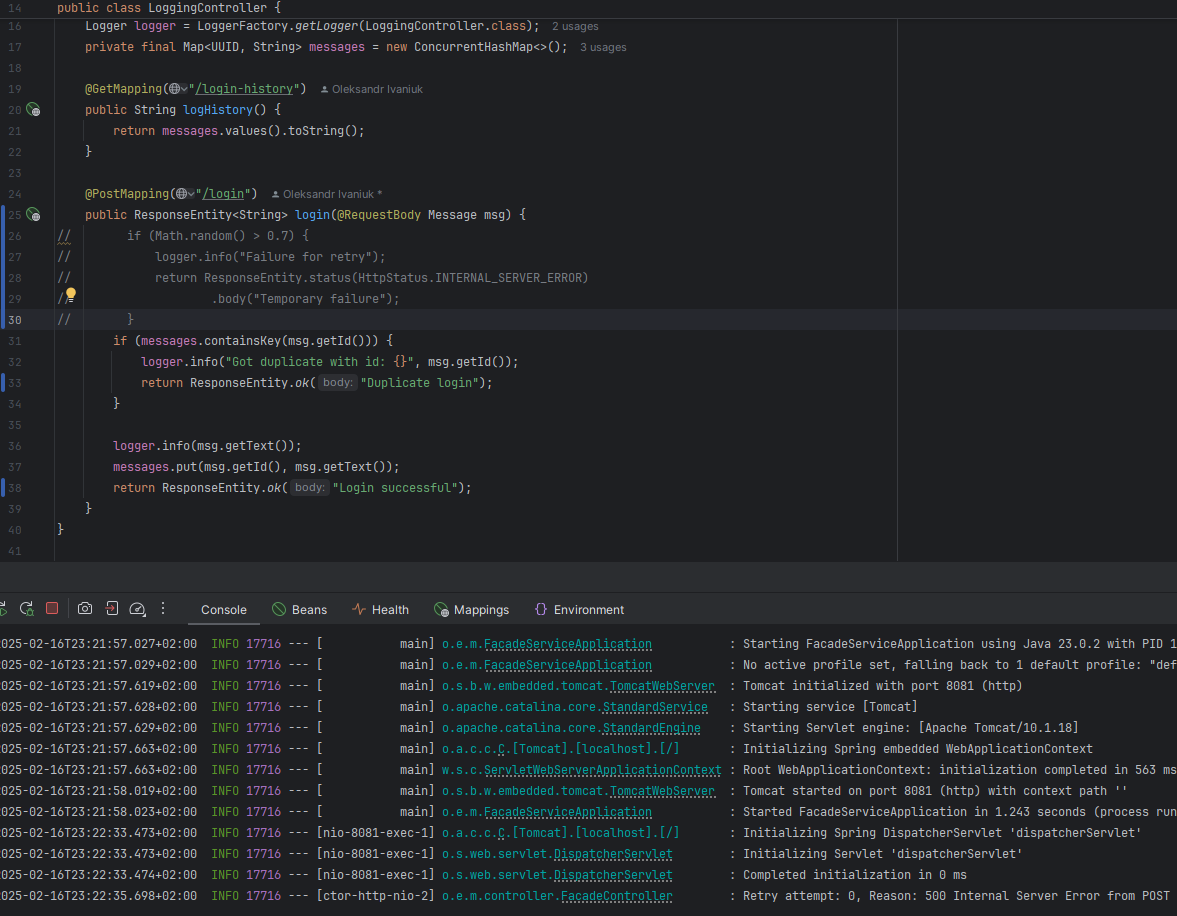 14 public class LoggingController {
16 Logger logger = LoggerFactory.getLogger(LoggingController.class); 2 usages
17 private final Map<UUID, String> messages = new ConcurrentHashMap<>(); 3 usages
18
19 @GetMapping("/login-history") Oleksandr Ivaniuk
20 public String logHistory() {
21 return messages.values().toString();
22 }
23
24 @PostMapping("/login") Oleksandr Ivaniuk *
25 public ResponseEntity<String> login(@RequestBody Message msg) {
26 // if (Math.random() > 0.7) {
27 // logger.info("Failure for retry");
28 // return ResponseEntity.status(HttpStatus.INTERNAL_SERVER_ERROR)
29 // .body("Temporary failure");
30 // }
31 if (messages.containsKey(msg.getId())) {
32 logger.info("Got duplicate with id: {}", msg.getId());
33 return ResponseEntity.ok( body: "Duplicate login");
34 }
35
36 logger.info(msg.getText());
37 messages.put(msg.getId(), msg.getText());
38 return ResponseEntity.ok( body: "Login successful");
39 }
40 }
41
Console Beans Health Mappings Environment
025-02-16T23:21:57.027+02:00 INFO 17716 --- [ main] o.e.m.FacadeServiceApplication : Starting FacadeServiceApplication using Java 23.0.2 with PID 1
025-02-16T23:21:57.029+02:00 INFO 17716 --- [ main] o.e.m.FacadeServiceApplication : No active profile set, falling back to 1 default profile: "def
025-02-16T23:21:57.619+02:00 INFO 17716 --- [ main] o.s.b.w.embedded.tomcat.TomcatWebServer : Tomcat initialized with port 8081 (http)
025-02-16T23:21:57.628+02:00 INFO 17716 --- [ main] o.apache.catalina.core.StandardService : Starting service [Tomcat]
025-02-16T23:21:57.629+02:00 INFO 17716 --- [ main] o.apache.catalina.core.StandardEngine : Starting Servlet engine: [Apache Tomcat/10.1.18]
025-02-16T23:21:57.663+02:00 INFO 17716 --- [ main] o.a.c.c.C.[Tomcat].[localhost].[/] : Initializing Spring embedded WebApplicationContext
025-02-16T23:21:57.663+02:00 INFO 17716 --- [ main] w.s.c.ServletWebServerApplicationContext : Root WebApplicationContext: initialization completed in 563 ms
025-02-16T23:21:58.019+02:00 INFO 17716 --- [ main] o.s.b.w.embedded.tomcat.TomcatWebServer : Tomcat started on port 8081 (http) with context path ''
025-02-16T23:21:58.023+02:00 INFO 17716 --- [ main] o.e.m.FacadeServiceApplication : Started FacadeServiceApplication in 1.243 seconds (process run
025-02-16T23:22:33.473+02:00 INFO 17716 --- [nio-8081-exec-1] o.a.c.c.C.[Tomcat].[localhost].[/] : Initializing Spring DispatcherServlet 'dispatcherServlet'
025-02-16T23:22:33.473+02:00 INFO 17716 --- [nio-8081-exec-1] o.s.web.servlet.DispatcherServlet : Initializing Servlet 'dispatcherServlet'
025-02-16T23:22:33.474+02:00 INFO 17716 --- [nio-8081-exec-1] o.s.web.servlet.DispatcherServlet : Completed initialization in 0 ms
025-02-16T23:22:35.698+02:00 INFO 17716 --- [ctor-http-nio-2] o.e.m.controller.FacadeController : Retry attempt: 0, Reason: 500 Internal Server Error from POST